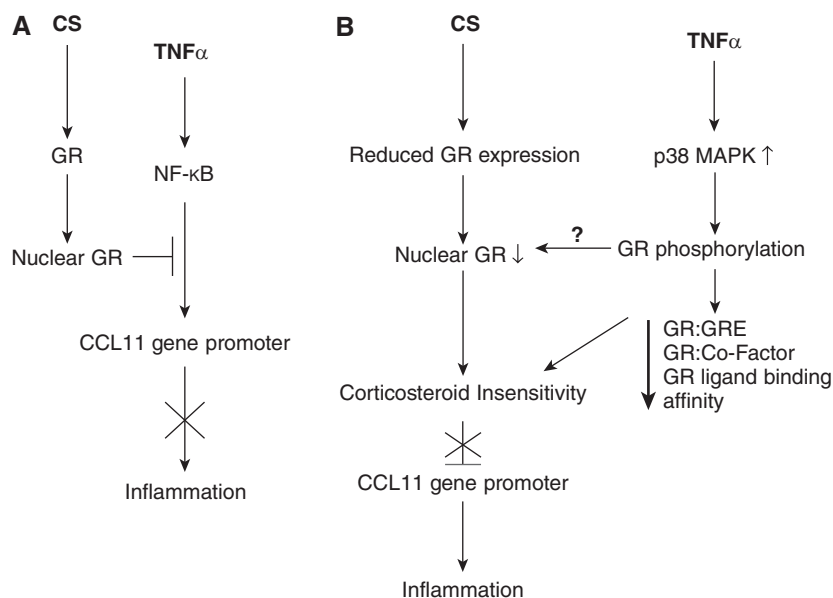 A
CS
TNFα
GR
NF-κB
Nuclear GR
CCL11 gene promoter
Inflammation
B
CS
TNFα
Reduced GR expression
p38 MAPK ↑
Nuclear GR ↓
?
GR phosphorylation
GR:GRE
GR:Co-Factor
GR ligand binding
affinity
Corticosteroid Insensitivity
CCL11 gene promoter
Inflammation